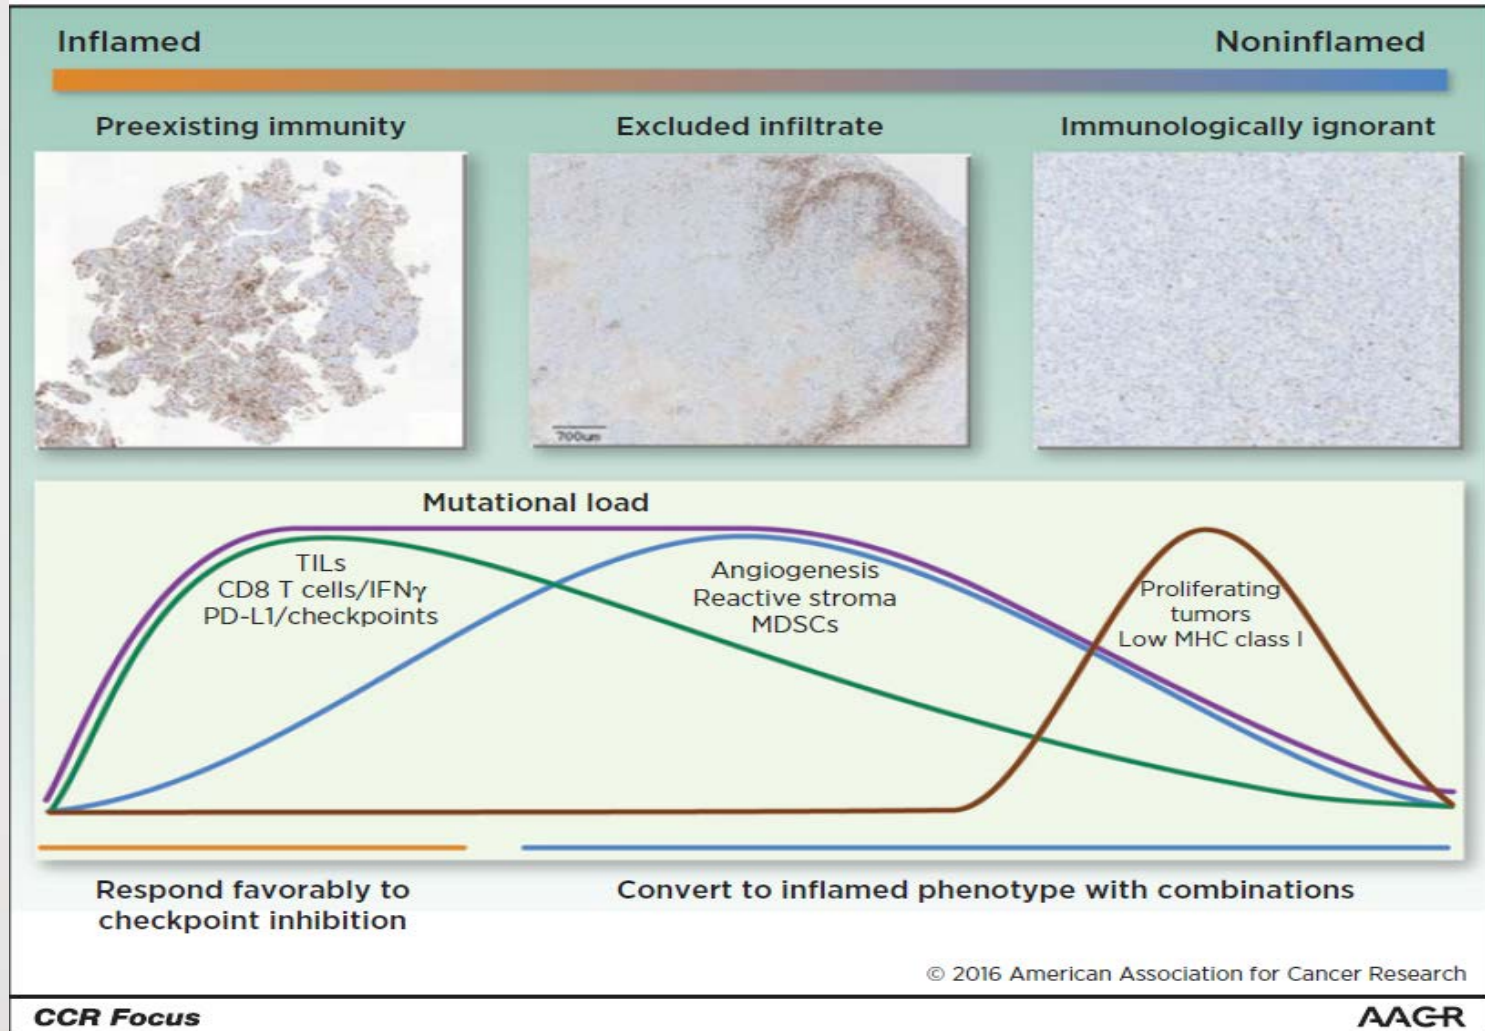 Inflamed
Noninflamed
Preexisting immunity
Excluded infiltrate
Immunologically ignorant
700um
Mutational load
TILs
CD8 T cells/IFNγ
PD-L1/checkpoints
Angiogenesis
Reactive stroma
MDSCs
Proliferating
tumors
Low MHC class I
Respond favorably to
checkpoint inhibition
Convert to inflamed phenotype with combinations
© 2016 American Association for Cancer Research
CCR Focus
AACR